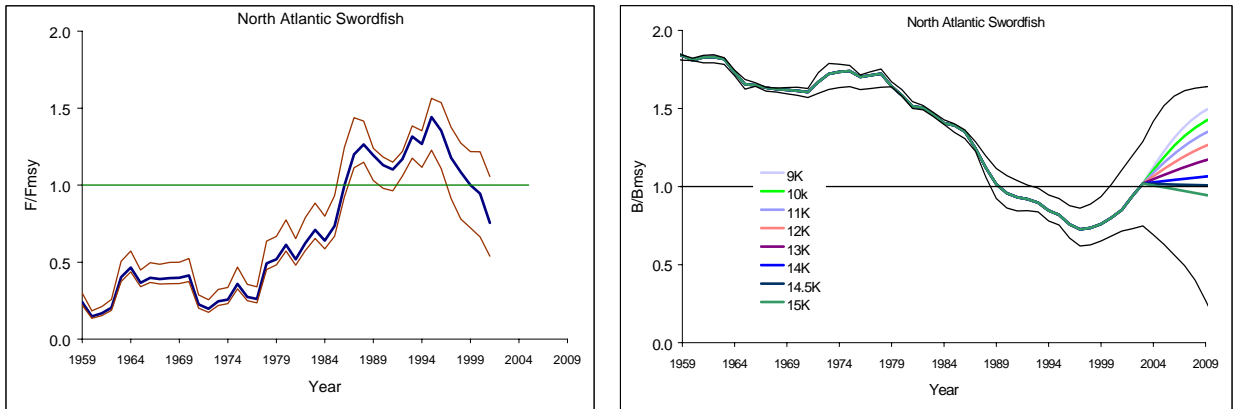 North Atlantic Swordfish
2.0
1.5
1.0
0.5
0.0
F/Fmsy
1959 1964 1969 1974 1979 1984 1989 1994 1999 2004 2009
Year
North Atlantic Swordfish
2.0
1.5
1.0
0.5
0.0
B/Bmsy
9K
10k
11K
12K
13K
14K
14.5K
15K
1959 1964 1969 1974 1979 1984 1989 1994 1999 2004 2009
Year